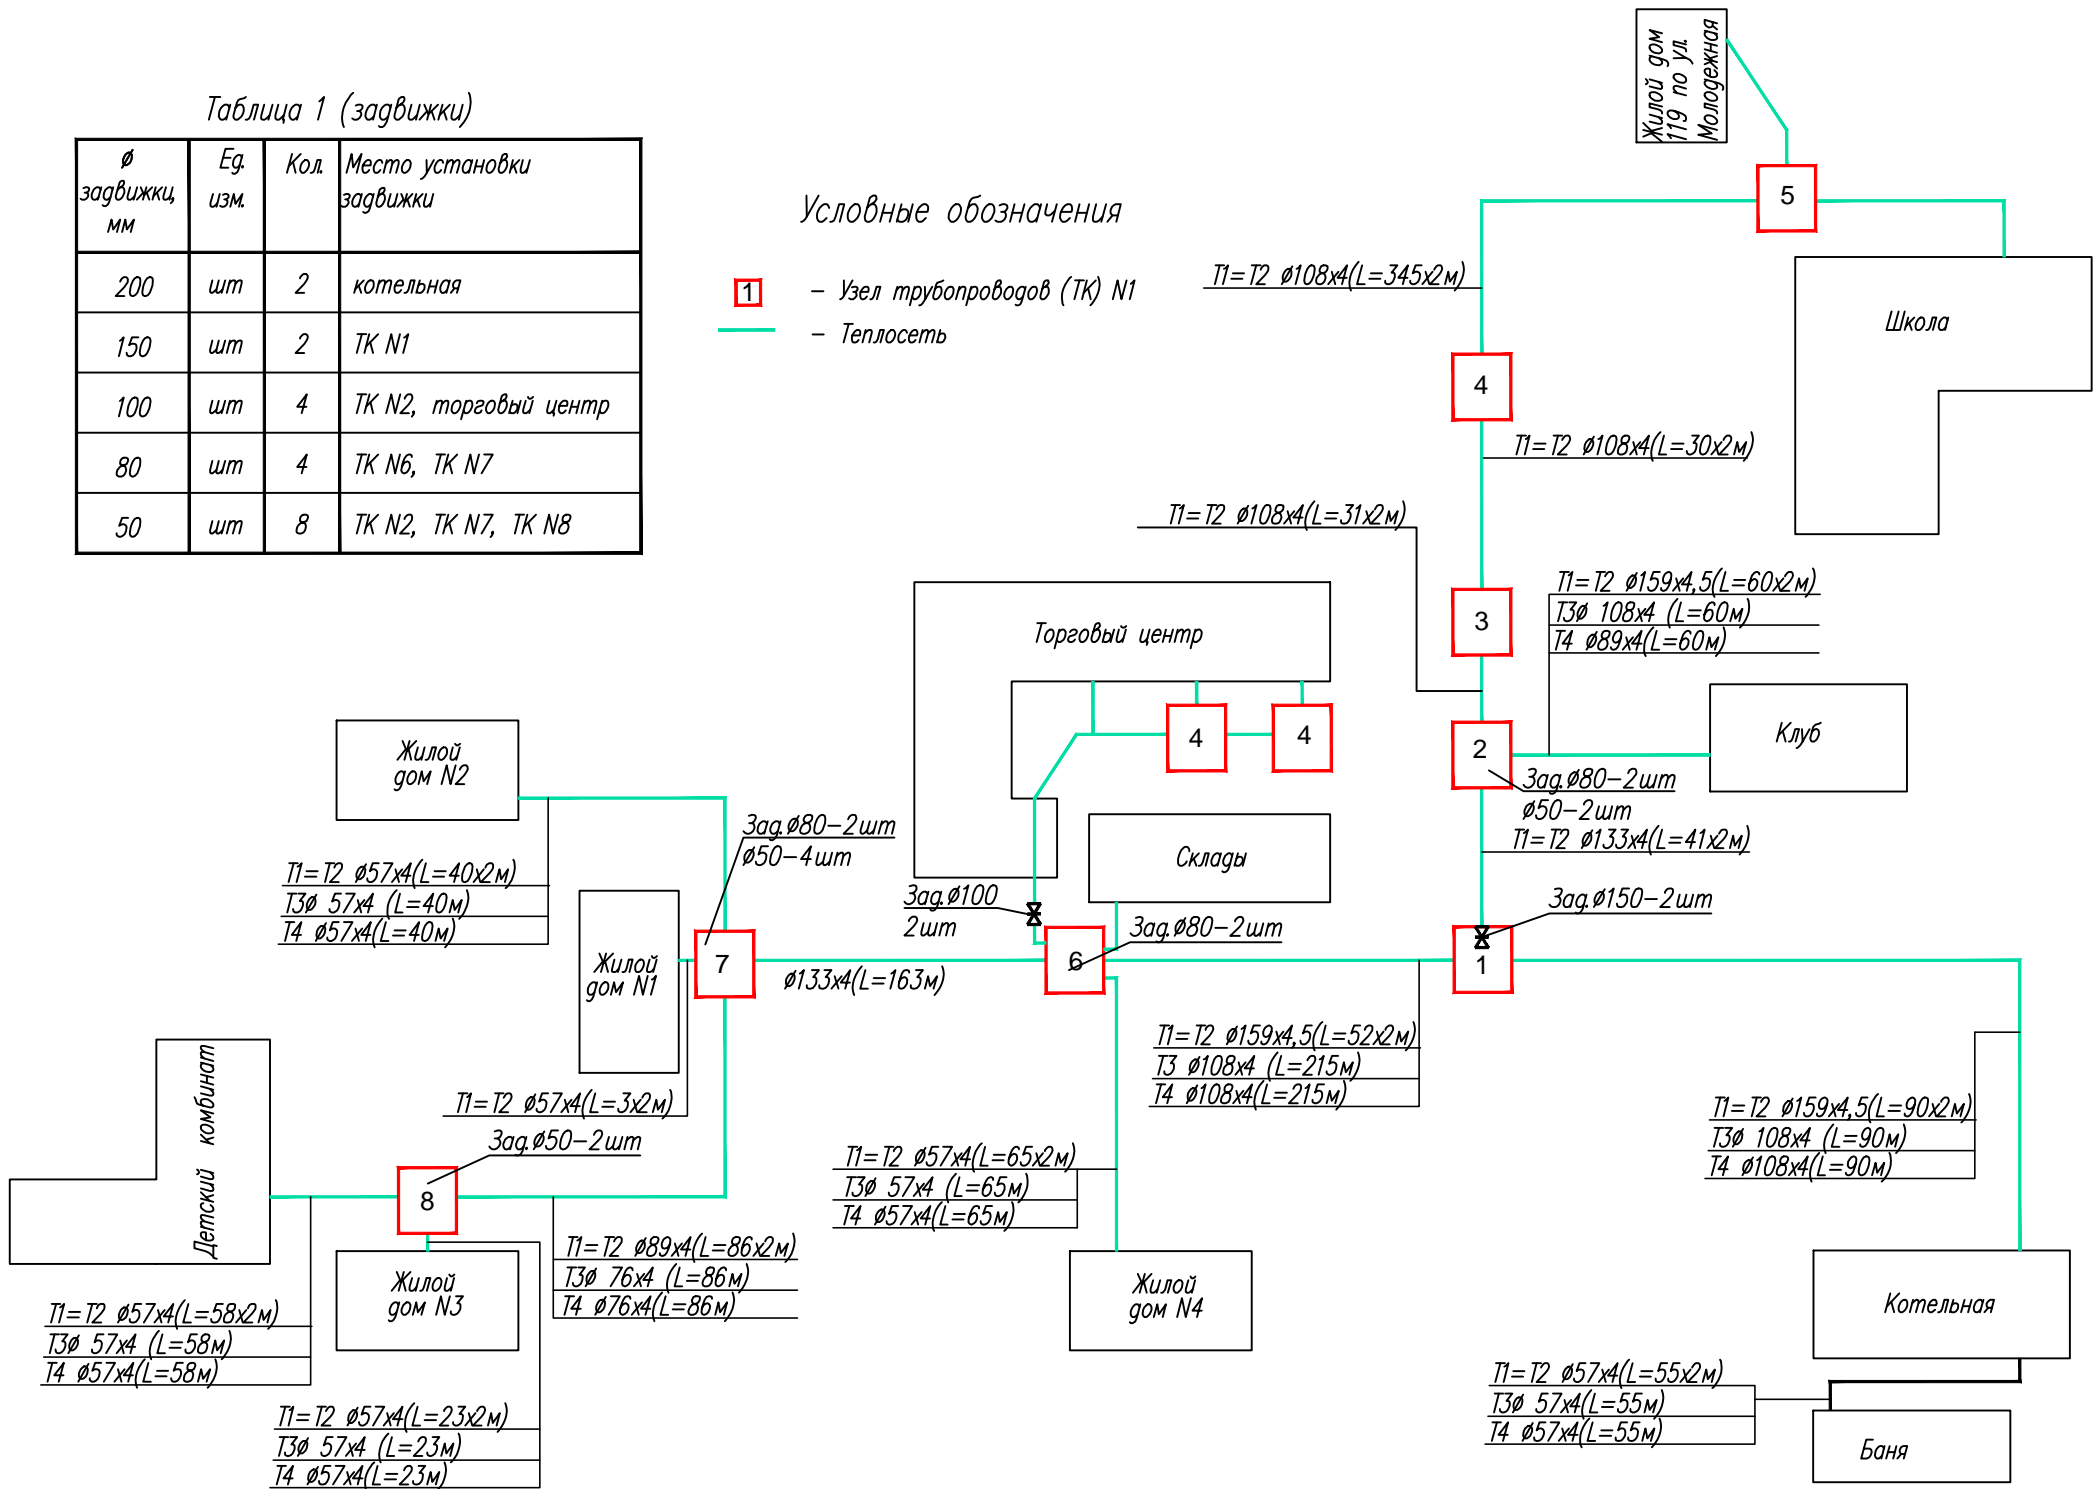 Таблица 1 (задвижки)
ø задвижки, мм
Ед. изм.
Кол.
Место установки задвижки
200 шт 2 котельная
150 шт 2 ТК N1
100 шт 4 ТК N2, торговый центр
80 шт 4 ТК N6, ТК N7
50 шт 8 ТК N2, ТК N7, ТК N8
Условные обозначения
1 – Узел трубопроводов (ТК) N1
– Теплосеть
Жилой дом
119 по ул.
Молодежная
5
Т1=Т2 ø108х4(L=345х2м)
Школа
4
Т1=Т2 ø108х4(L=30х2м)
Т1=Т2 ø108х4(L=31х2м)
3
Т1=Т2 ø159х4,5(L=60х2м)
Т3ø 108х4 (L=60м)
Т4 ø89х4(L=60м)
Торговый центр
4
4
2
Клуб
Зад.ø80–2шт
ø50–2шт
Т1=Т2 ø133х4(L=41х2м)
Жилой
дом N2
Зад.ø80–2шт
ø50–4шт
Склады
Т1=Т2 ø57х4(L=40х2м)
Т3ø 57х4 (L=40м)
Т4 ø57х4(L=40м)
Зад.ø100
2шт
Зад.ø80–2шт
Зад.ø150–2шт
Жилой
дом N1
7
ø133х4(L=163м)
6
1
Т1=Т2 ø159х4,5(L=52х2м)
Т3 ø108х4 (L=215м)
Т4 ø108х4(L=215м)
Детский комбинат
Т1=Т2 ø57х4(L=3х2м)
Зад.ø50–2шт
8
Т1=Т2 ø57х4(L=65х2м)
Т3ø 57х4 (L=65м)
Т4 ø57х4(L=65м)
Т1=Т2 ø159х4,5(L=90х2м)
Т3ø 108х4 (L=90м)
Т4 ø108х4(L=90м)
Т1=Т2 ø89х4(L=86х2м)
Т3ø 76х4 (L=86м)
Т4 ø76х4(L=86м)
Жилой
дом N3
Жилой
дом N4
Котельная
Т1=Т2 ø57х4(L=58х2м)
Т3ø 57х4 (L=58м)
Т4 ø57х4(L=58м)
Т1=Т2 ø57х4(L=23х2м)
Т3ø 57х4 (L=23м)
Т4 ø57х4(L=23м)
Т1=Т2 ø57х4(L=55х2м)
Т3ø 57х4(L=55м)
Т4 ø57х4(L=55м)
Баня